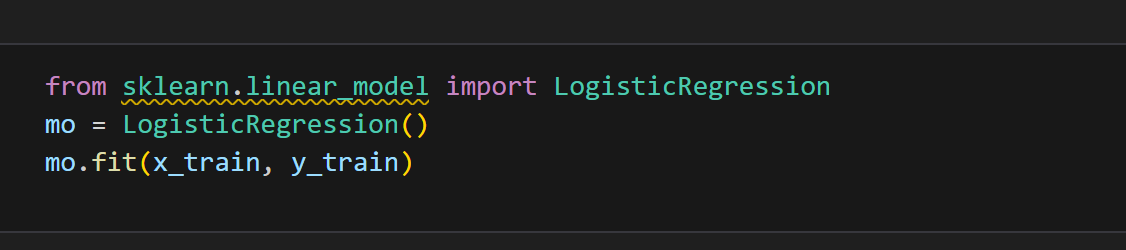 from sklearn.linear_model import LogisticRegression
mo = LogisticRegression()
mo.fit(x_train, y_train)